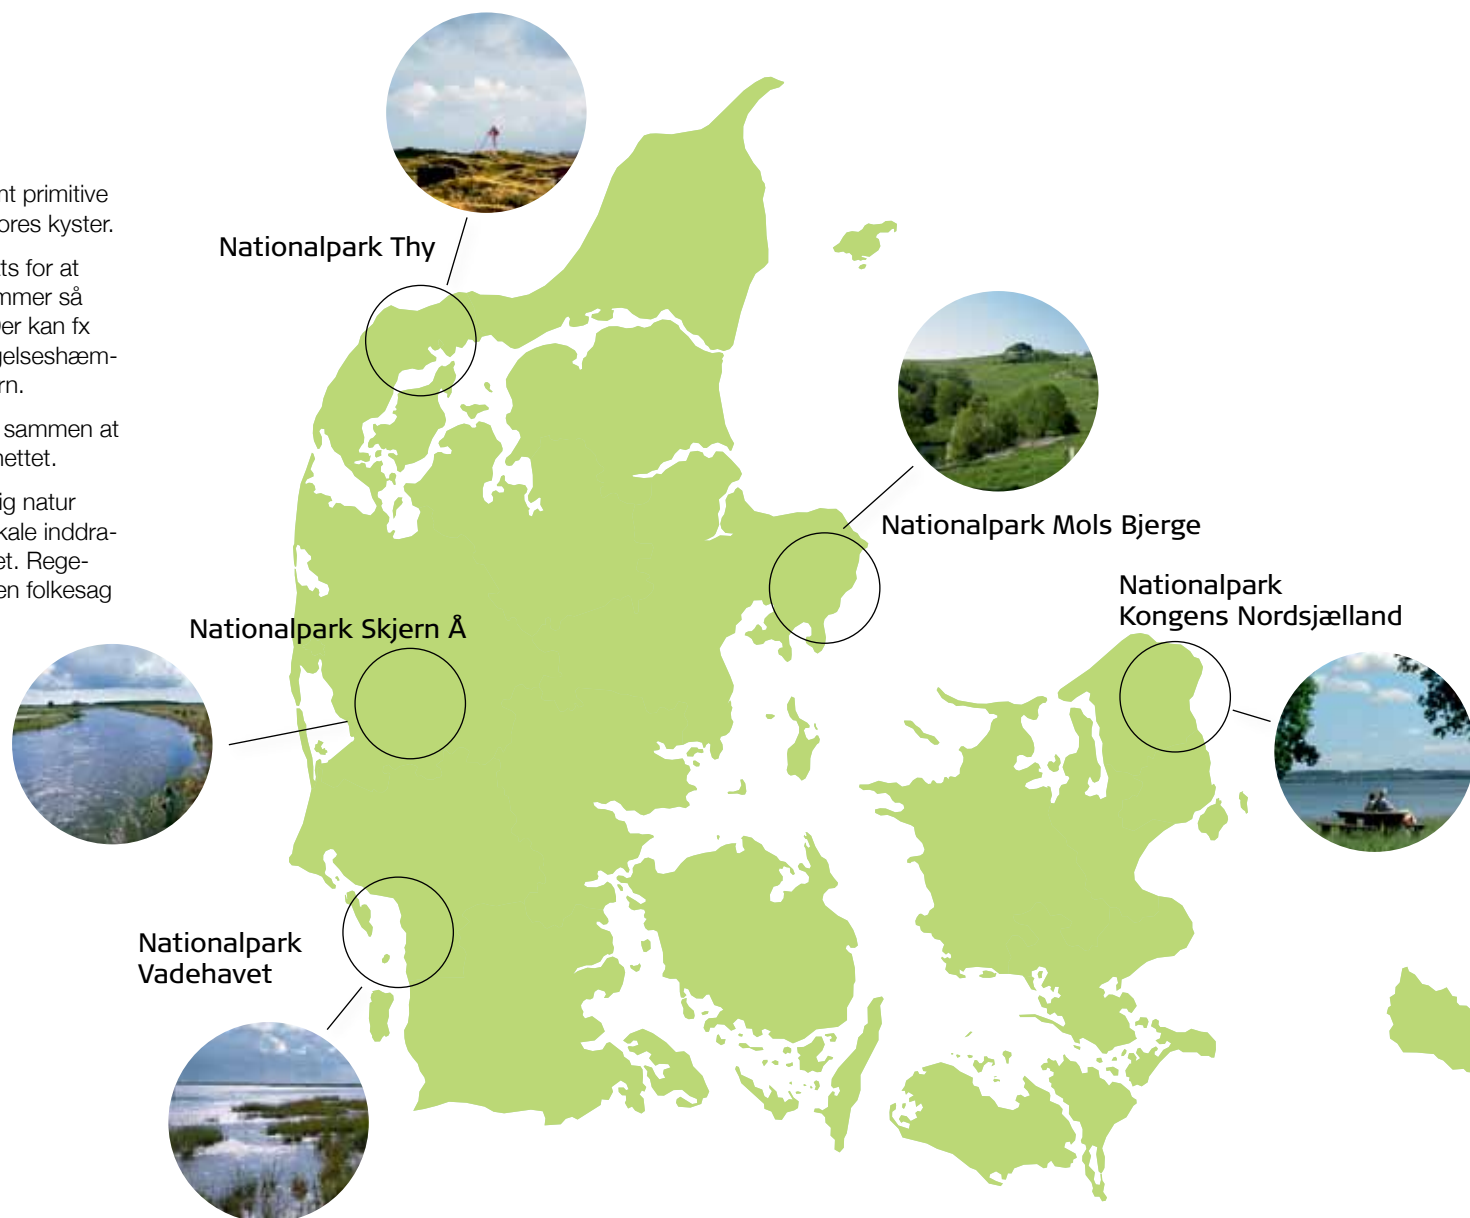 nt primitive
ores kyster.
ts for at
mmer så
er kan fx
gelseshæm-
rn.
sammen at
nettet.
ig natur
kale inddra-
et. Rege-
en folkesag
Nationalpark Thy
Nationalpark Mols Bjerge
Nationalpark
Kongens Nordsjælland
Nationalpark Skjern Å
Nationalpark
Vadehavet